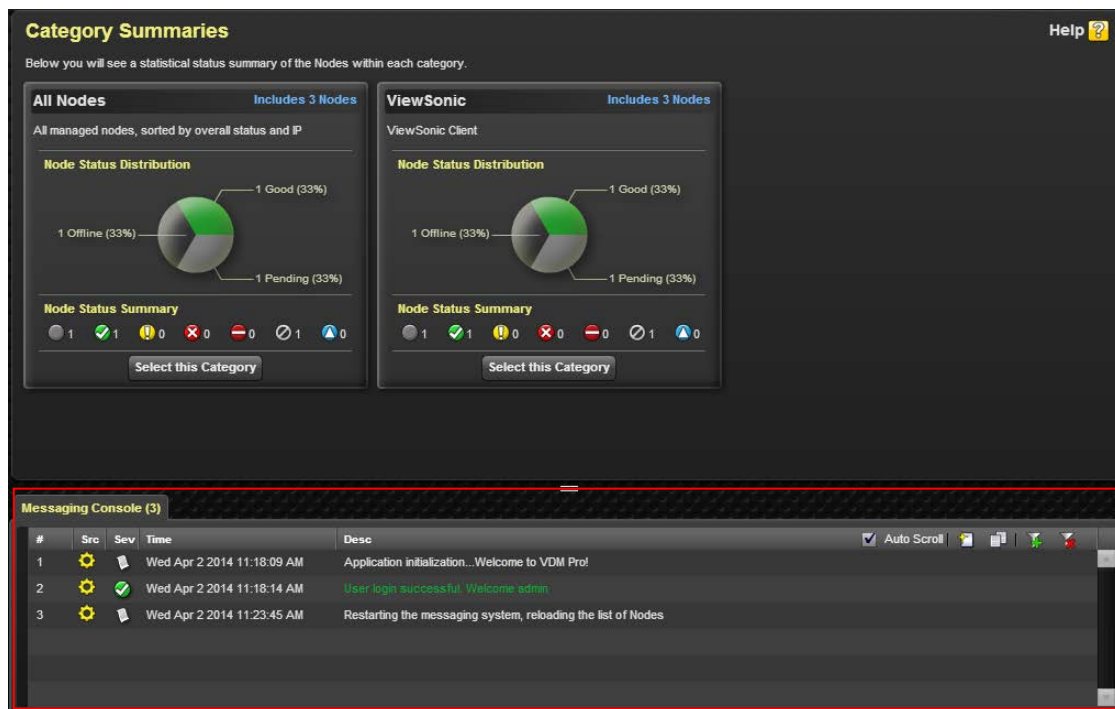 Category Summaries
Help ?
Below you will see a statistical status summary of the Nodes within each category.
All Nodes
Includes 3 Nodes
All managed nodes, sorted by overall status and IP
Node Status Distribution
1 Good (33%)
1 Offline (33%)
1 Pending (33%)
Node Status Summary
1 1 0 0 0 1 0
Select this Category
ViewSonic
Includes 3 Nodes
ViewSonic Client
Node Status Distribution
1 Good (33%)
1 Offline (33%)
1 Pending (33%)
Node Status Summary
1 1 0 0 0 1 0
Select this Category
Messaging Console (3)
# Src Sev Time Desc Auto Scroll
1 Wed Apr 2 2014 11:18:09 AM Application initialization...Welcome to VDM Pro!
2 Wed Apr 2 2014 11:18:14 AM User login successful. Welcome admin
3 Wed Apr 2 2014 11:23:45 AM Restarting the messaging system, reloading the list of Nodes